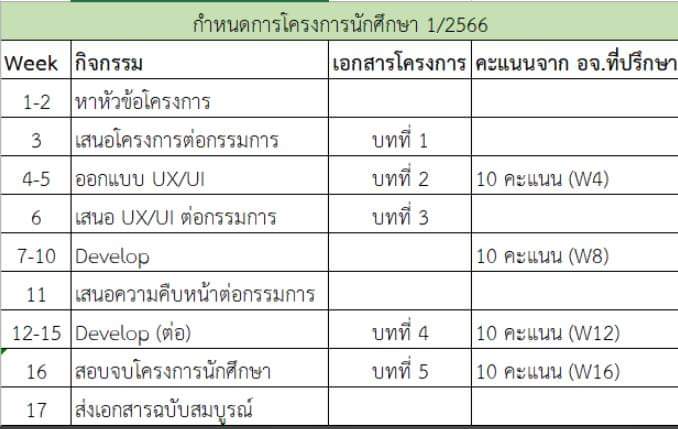 กำหนดการโครงการนักศึกษา 1/2566
Week กิจกรรม เอกสารโครงการ คะแนนจาก อจ.ที่ปรึกษา
1-2 หาหัวข้อโครงการ
3 เสนอโครงการต่อกรรมการ บทที่ 1
4-5 ออกแบบ UX/UI บทที่ 2 10 คะแนน (W4)
6 เสนอ UX/UI ต่อกรรมการ บทที่ 3
7-10 Develop 10 คะแนน (W8)
11 เสนอความคืบหน้าต่อกรรมการ
12-15 Develop (ต่อ) บทที่ 4 10 คะแนน (W12)
16 สอบจบโครงการนักศึกษา บทที่ 5 10 คะแนน (W16)
17 ส่งเอกสารฉบับสมบูรณ์